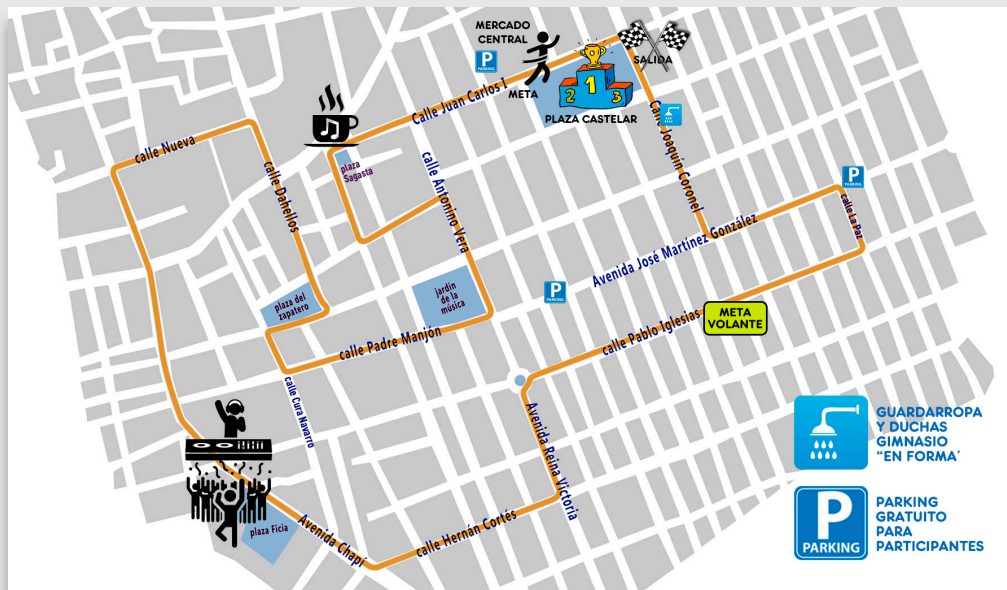 MERCADO
CENTRAL
P
PARKING
META
1
2
3
SALIDA
PLAZA CASTELAR
Calle Juan Carlos I
calle Nueva
calle Dahellos
plaza
Sagasta
calle Antonino Vera
Calle Joaquín Coronel
P
PARKING
calle La Paz
Avenida José Martínez González
plaza del
zapatero
jardín
de la
música
P
PARKING
META
VOLANTE
calle Pablo Iglesias
calle Padre Manjón
calle Cura Navarro
Avenida Reina Victoria
GUARDARROPA
Y DUCHAS
GIMNASIO
"EN FORMA"
plaza Ficia
Avenida Chapí
calle Hernán Cortés
P
PARKING
PARKING
GRATUITO
PARA
PARTICIPANTES